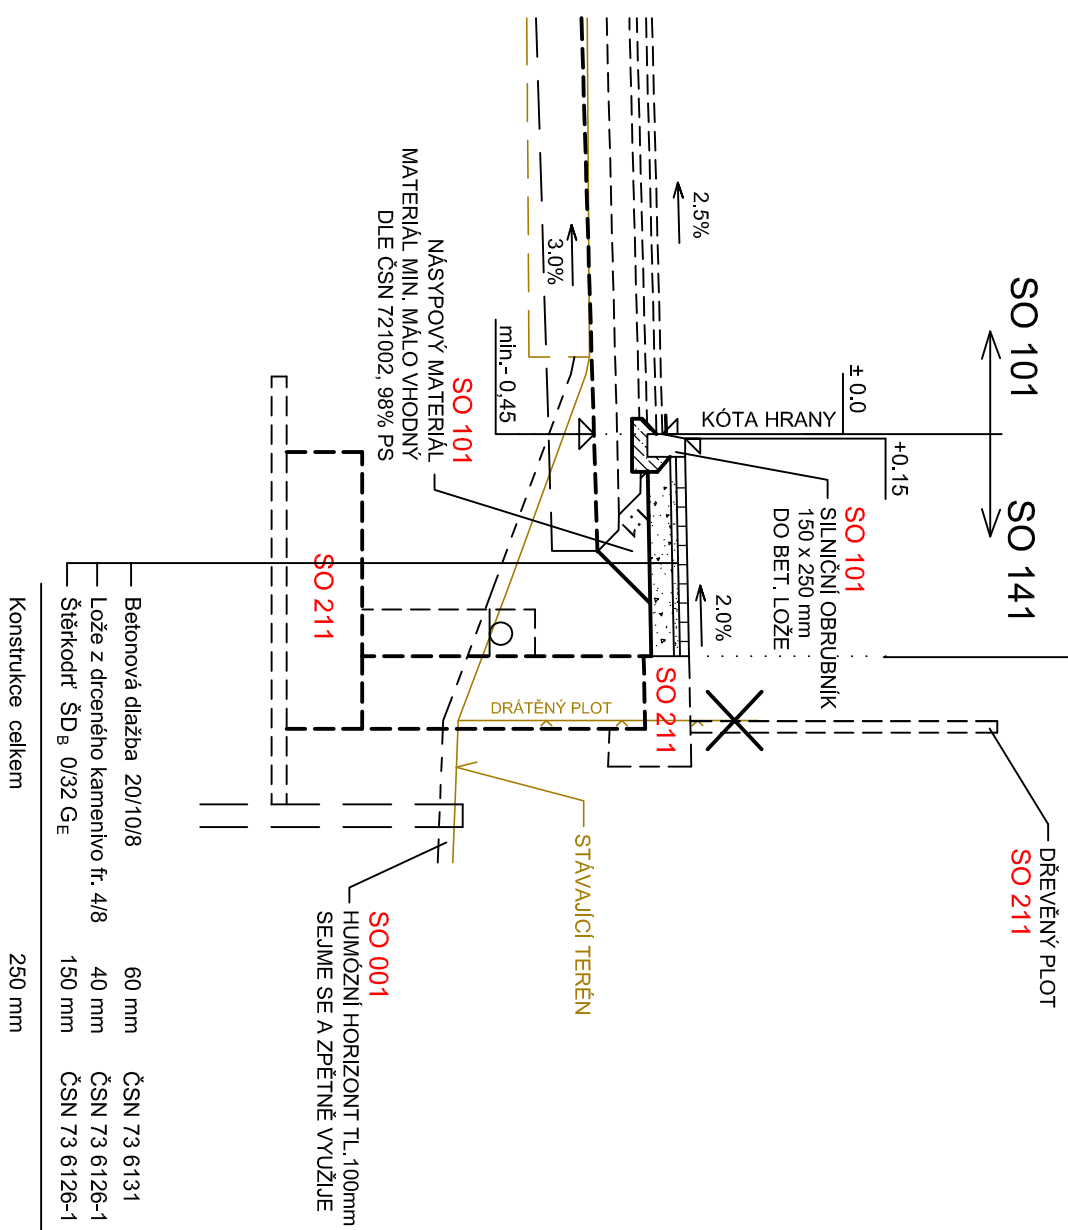 SO 101
SO 141
± 0.0
+0.15
KÓTA HRANY
2.5%
3.0%
2.0%
min.- 0,45
SO 101
SILNIČNÍ OBRUBNÍK
150 x 250 mm
DO BET. LOŽE
SO 101
NÁSYPOVÝ MATERIÁL
MATERIÁL MIN. MÁLO VHODNÝ
DLE ČSN 721002, 98% PS
DŘEVĚNÝ PLOT
SO 211
SO 211
DRÁTĚNÝ PLOT
STÁVAJÍCÍ TERÉN
SO 211
SO 001
HUMÓZNÍ HORIZONT TL.100mm
SEJME SE A ZPĚTNĚ VYUŽIJE
Betonová dlažba 20/10/8 60 mm ČSN 73 6131
Lože z drceného kamenivo fr. 4/8 40 mm ČSN 73 6126-1
Štěrkodrť ŠD B 0/32 G E 150 mm ČSN 73 6126-1
Konstrukce celkem 250 mm